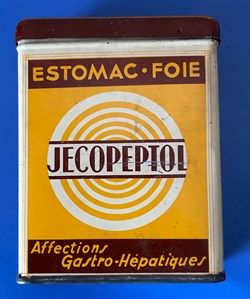 ESTOMAC • FOIE
JECOPEPTOL
Affections
Gastro-Hépatiques